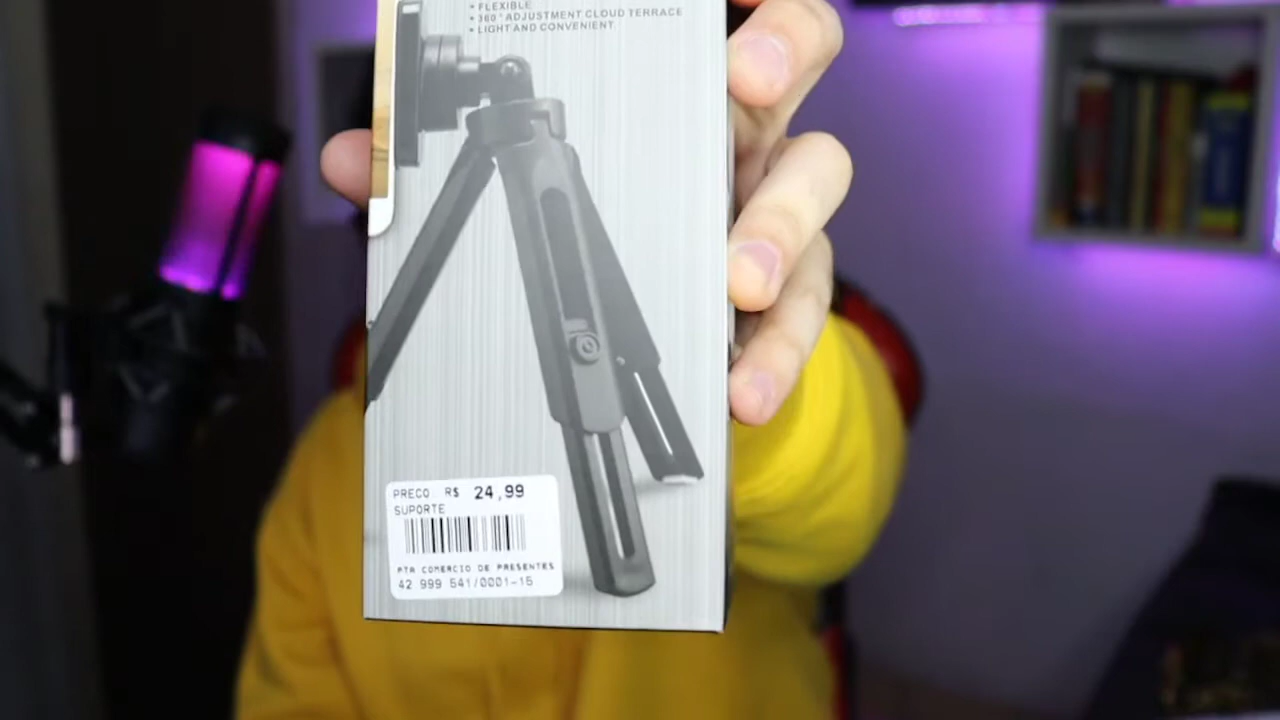 • FLEXIBLE
• 360° ADJUSTMENT CLOUD TERRACE
• LIGHT AND CONVENIENT
PRECO R$ 24,99
SUPORTE
PTA COMERCIO DE PRESENTES
42 999 541/0001-15